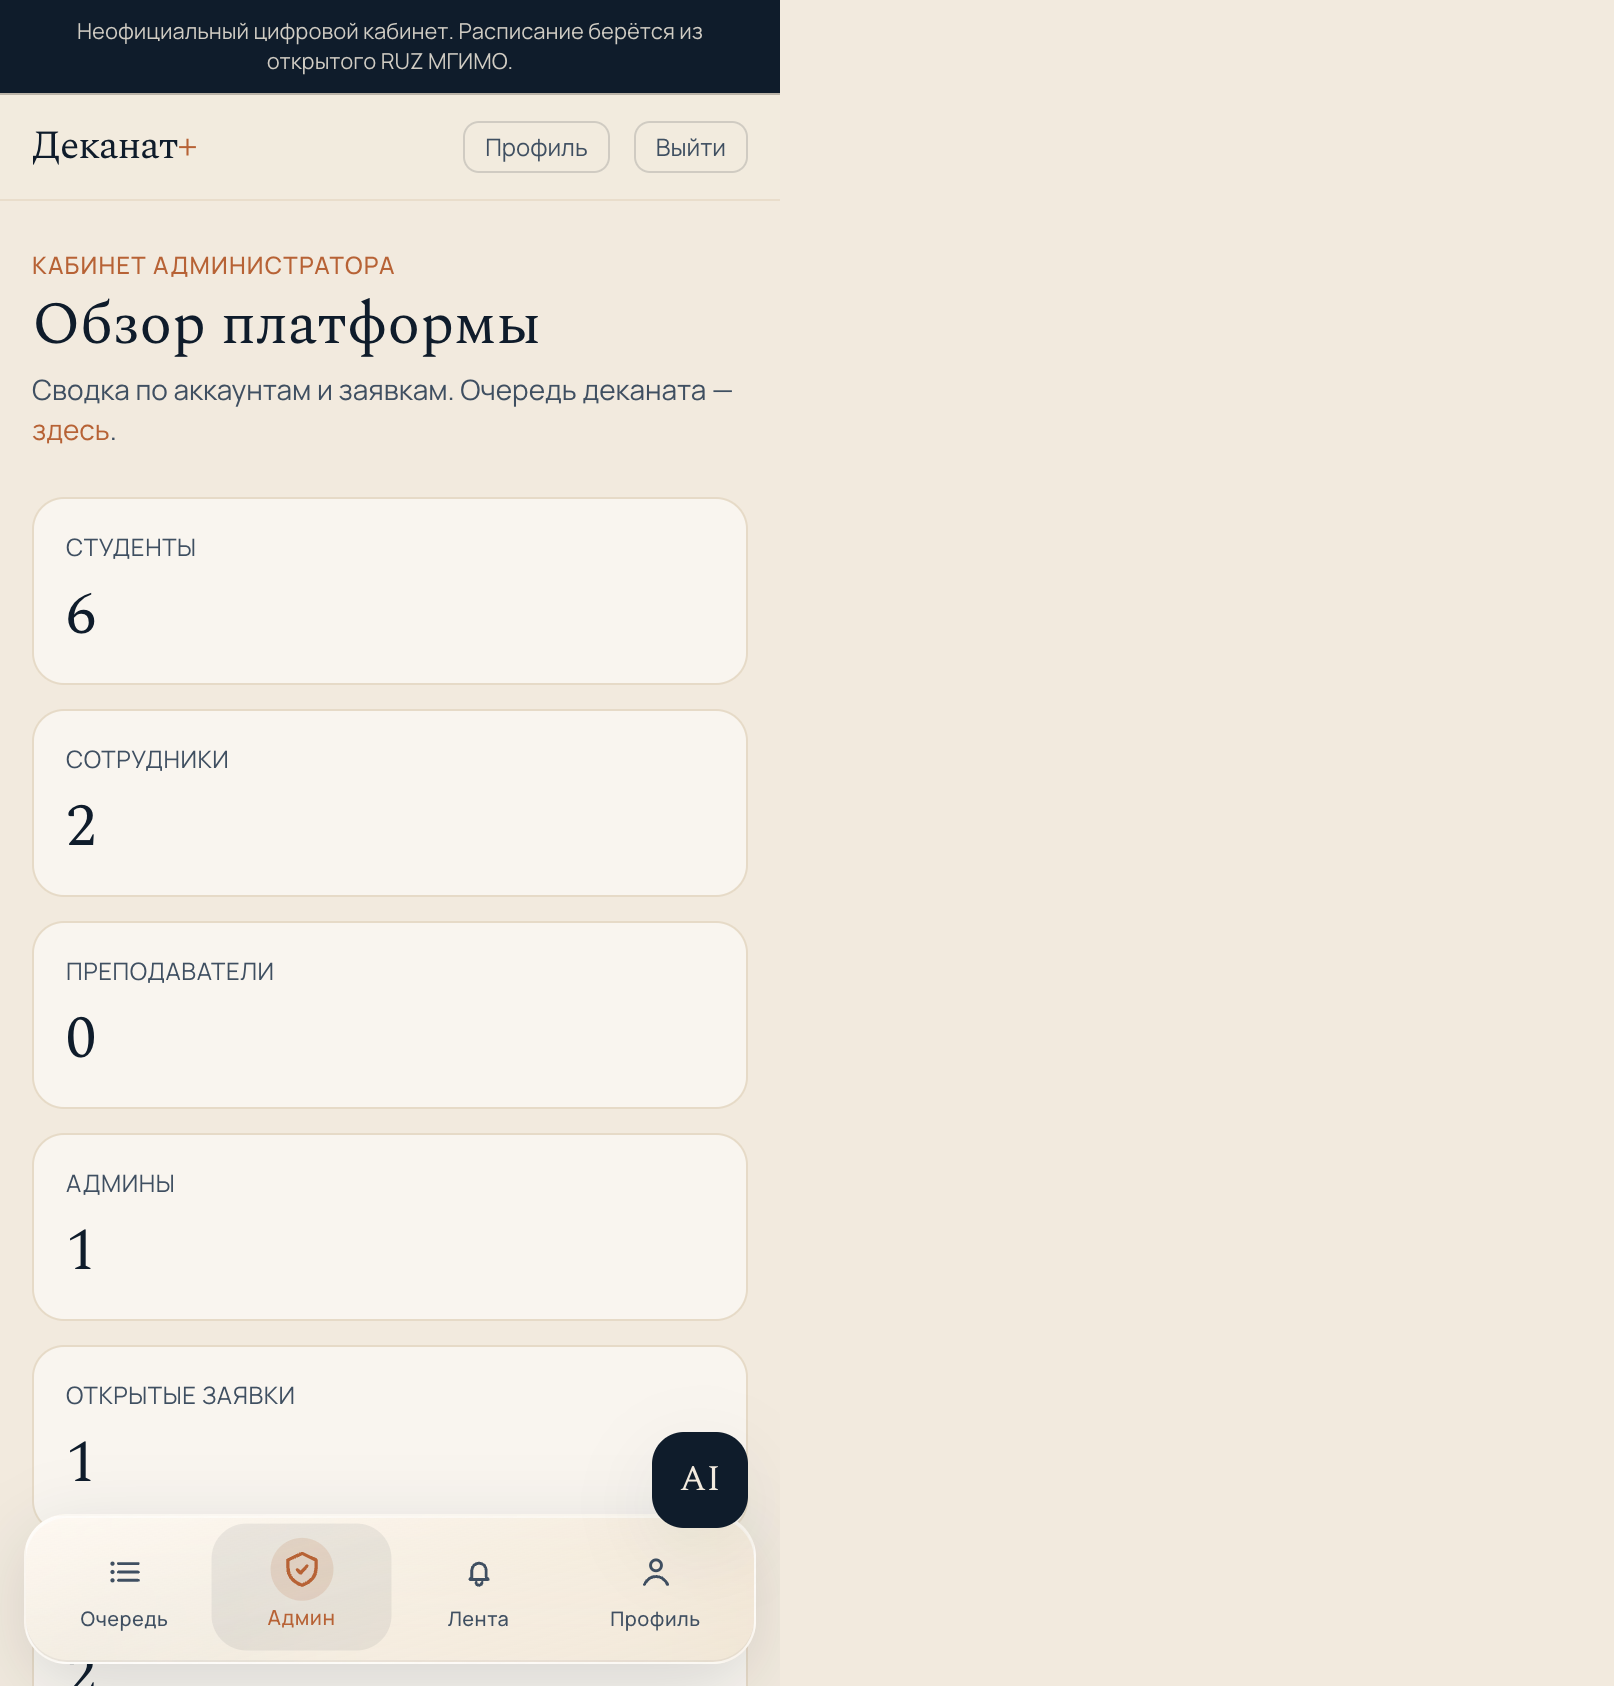 Неофициальный цифровой кабинет. Расписание берётся из
открытого RUZ МГИМО.
Деканат+
Профиль
Выйти
КАБИНЕТ АДМИНИСТРАТОРА
Обзор платформы
Сводка по аккаунтам и заявкам. Очередь деканата —
здесь.
СТУДЕНТЫ
6
СОТРУДНИКИ
2
ПРЕПОДАВАТЕЛИ
0
АДМИНЫ
1
ОТКРЫТЫЕ ЗАЯВКИ
1
AI
Очередь
Админ
Лента
Профиль